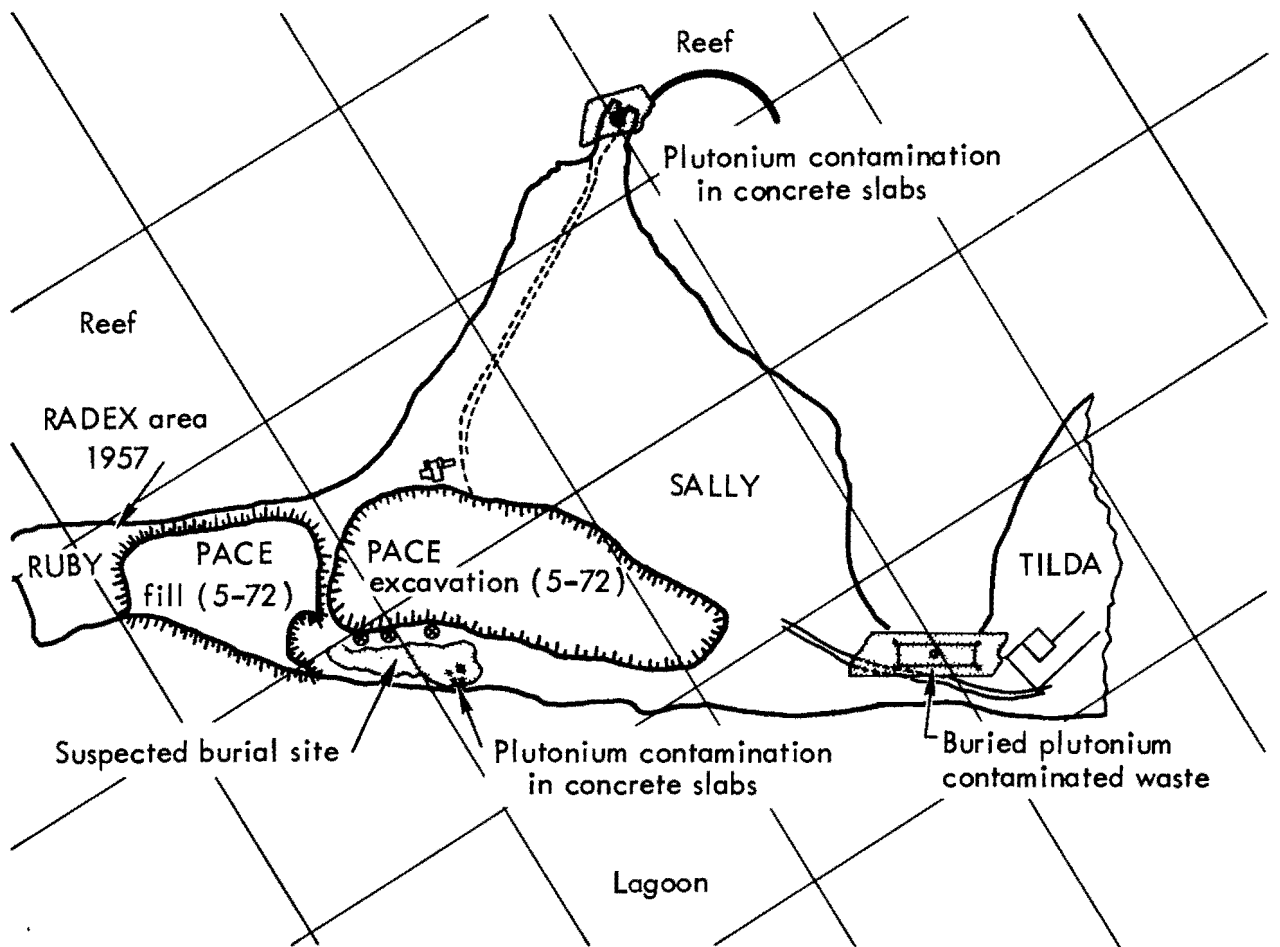 Reef
Plutonium contamination
in concrete slabs
Reef
RADEX area
1957
SALLY
RUBY
PACE
fill (5-72)
PACE
excavation (5-72)
TILDA
Suspected burial site
Plutonium contamination
in concrete slabs
Buried plutonium
contaminated waste
Lagoon